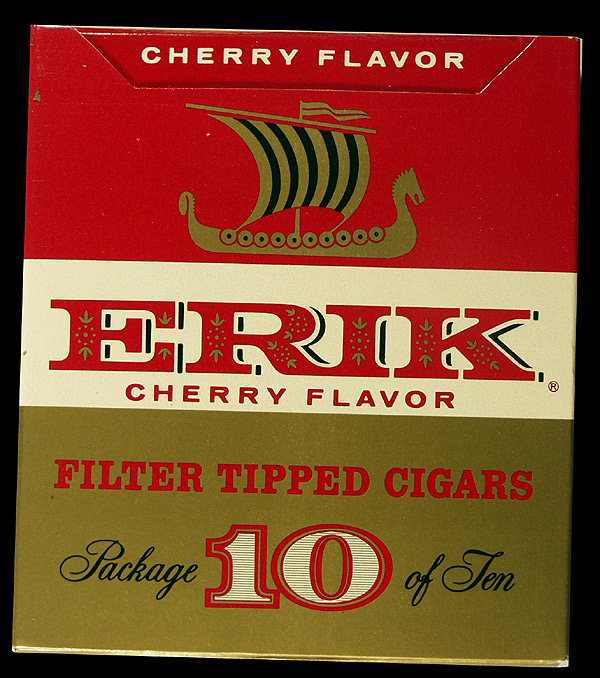 CHERRY FLAVOR
ERIK®
CHERRY FLAVOR
FILTER TIPPED CIGARS
Package 10 of Ten